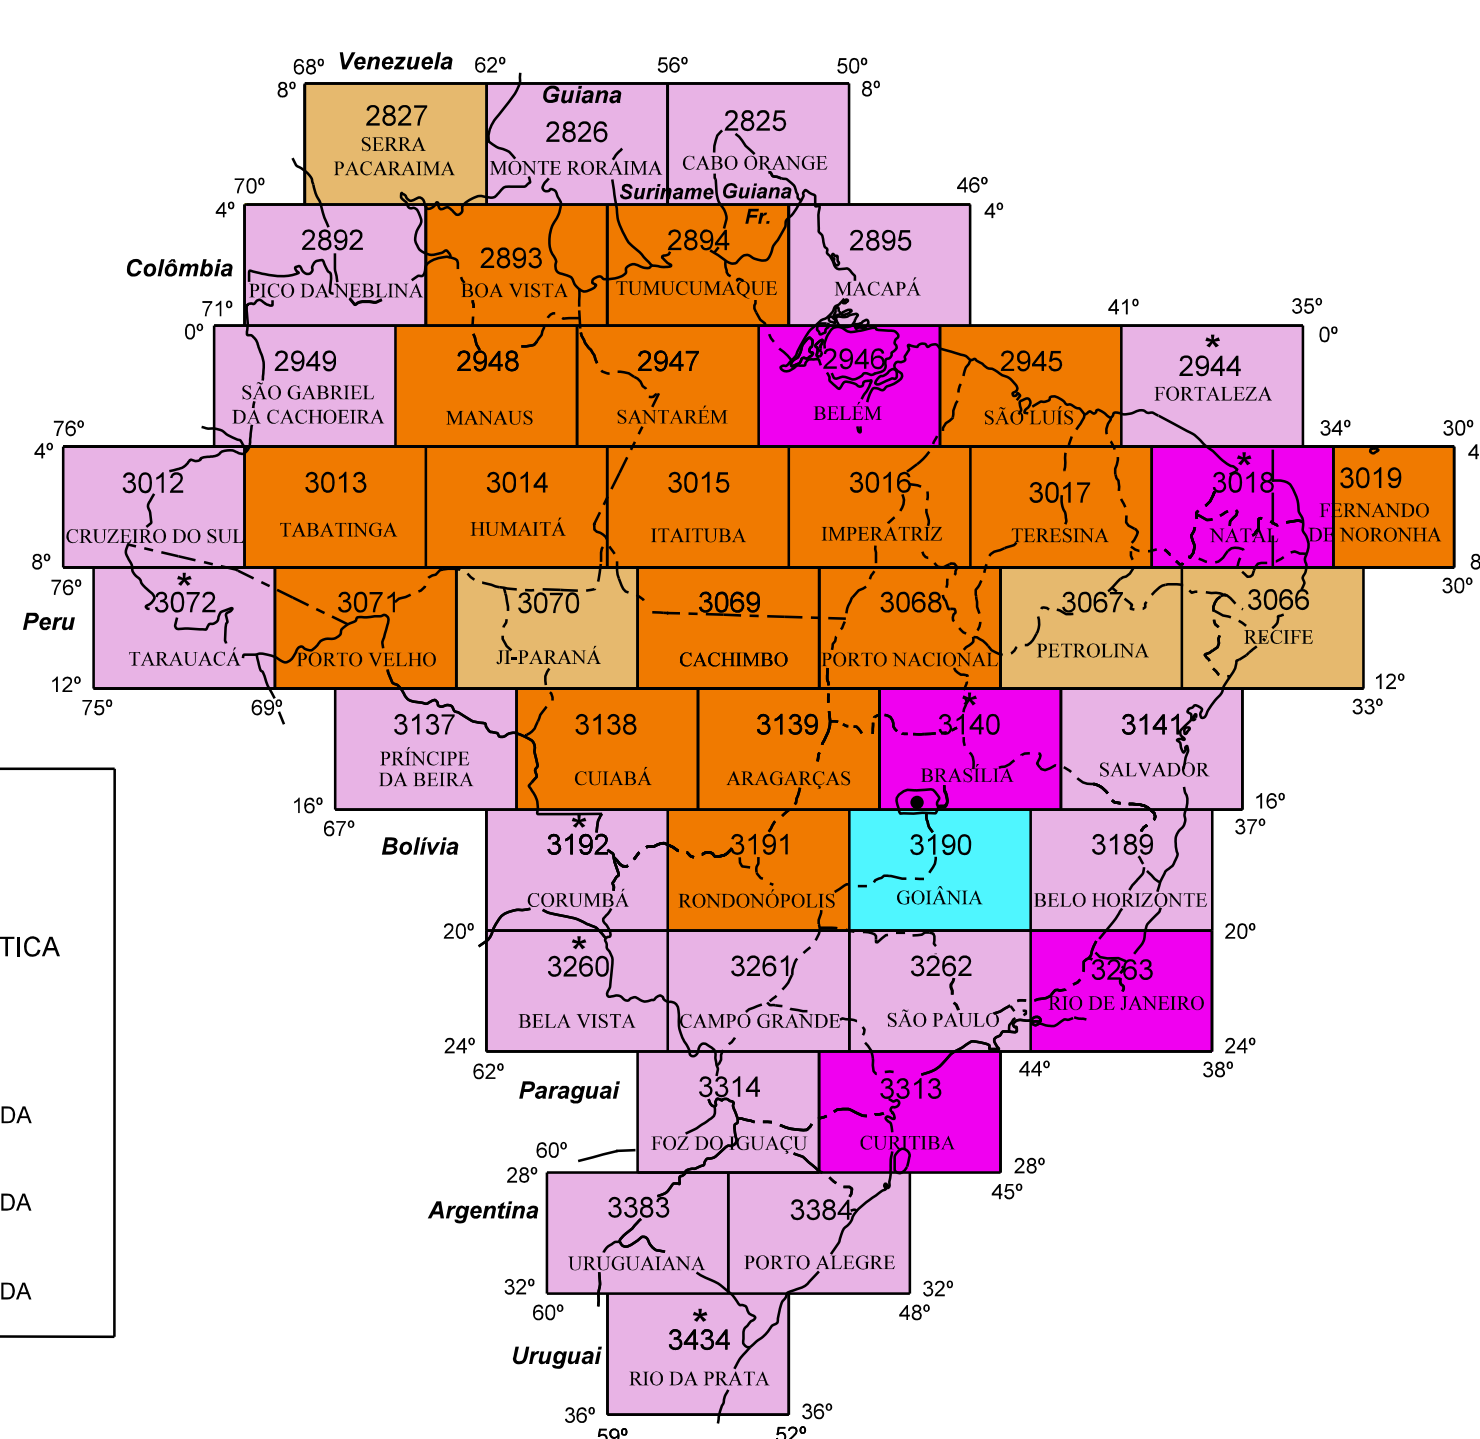 68º Venezuela 62º 56º 50º
8º 8º
2827
SERRA
PACARAIMA
Guiana
2826
MONTE RORAIMA
2825
CABO ORANGE
Suriname Guiana
Fr.
70º 46º
4º 4º
Colômbia
2892
PICO DA NEBLINA
2893
BOA VISTA
2894
TUMUCUMAQUE
2895
MACAPÁ
71º 41º 35º
0º 0º
2949
SÃO GABRIEL
DA CACHOEIRA
2948
MANAUS
2947
SANTARÉM
2946
BELÉM
2945
SÃO LUÍS
*
2944
FORTALEZA
76º 34º 30º
4º 4
3012
CRUZEIRO DO SUL
3013
TABATINGA
3014
HUMAITÁ
3015
ITAITUBA
3016
IMPERATRIZ
3017
TERESINA
*
3018
NATAL
3019
FERNANDO
DE NORONHA
8º 8
76º 30º
Peru
*
3072
TARAUACÁ
3071
PORTO VELHO
3070
JI-PARANÁ
3069
CACHIMBO
3068
PORTO NACIONAL
3067
PETROLINA
3066
RECIFE
12º 12º
75º 69º 33º
3137
PRÍNCIPE
DA BEIRA
3138
CUIABÁ
3139
ARAGARÇAS
*
3140
BRASÍLIA
3141
SALVADOR
16º 16º
67º 37º
Bolívia
*
3192
CORUMBÁ
3191
RONDONÓPOLIS
3190
GOIÂNIA
3189
BELO HORIZONTE
20º 20º
*
3260
BELA VISTA
3261
CAMPO GRANDE
3262
SÃO PAULO
3263
RIO DE JANEIRO
24º 24º
62º 44º 38º
Paraguai
3314
FOZ DO IGUAÇU
3313
CURITIBA
60º
28º 28º
45º
Argentina
3383
URUGUAIANA
3384
PORTO ALEGRE
32º 32º
60º 48º
Uruguai
*
3434
RIO DA PRATA
36º 36º
59º 52º
TICA
DA
DA
DA